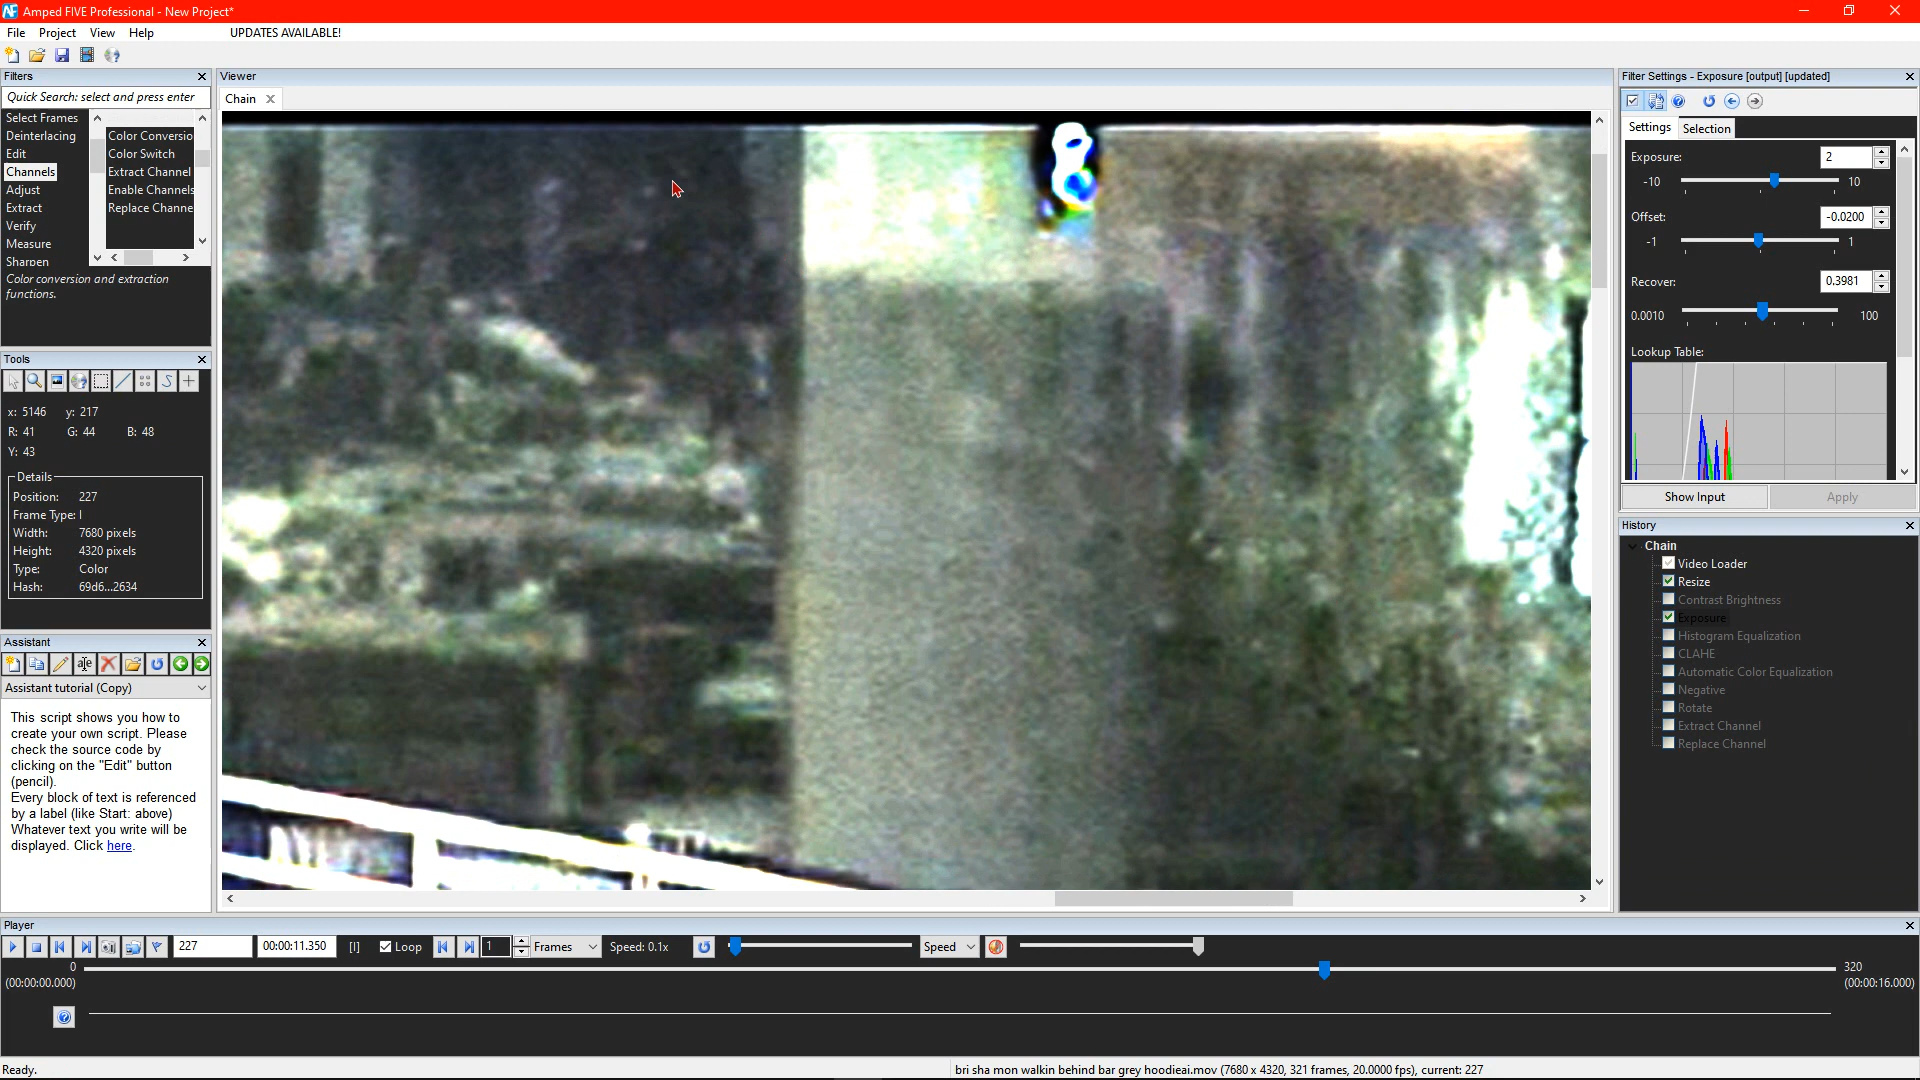 Amped FIVE Professional - New Project*
File Project View Help UPDATES AVAILABLE!
Filters
Quick Search: select and press enter
Select Frames
Deinterlacing
Edit
Channels
Adjust
Extract
Verify
Measure
Sharpen
Color Conversio
Color Switch
Extract Channel
Enable Channels
Replace Channe
Color conversion and extraction
functions.
Tools
x: 5146 y: 217
R: 41 G: 44 B: 48
Y: 43
Details
Position: 227
Frame Type: I
Width: 7680 pixels
Height: 4320 pixels
Type: Color
Hash: 69d6...2634
Assistant
Assistant tutorial (Copy)
This script shows you how to
create your own script. Please
check the source code by
clicking on the "Edit" button
(pencil).
Every block of text is referenced
by a label (like Start: above)
Whatever text you write will be
displayed. Click here.
Viewer
Chain
Filter Settings - Exposure [output] [updated]
Settings Selection
Exposure: 2
-10 10
Offset: -0.0200
-1 1
Recover: 0.3981
0.0010 100
Lookup Table:
Show Input Apply
History
Chain
Video Loader
Resize
Contrast Brightness
Exposure
Histogram Equalization
CLAHE
Automatic Color Equalization
Negative
Rotate
Extract Channel
Replace Channel
Player
227 00:00:11.350 [I] Loop 1 Frames Speed: 0.1x Speed
0 320
(00:00:00.000) (00:00:16.000)
Ready. bri sha mon walkin behind bar grey hoodieai.mov (7680 x 4320, 321 frames, 20.0000 fps), current: 227